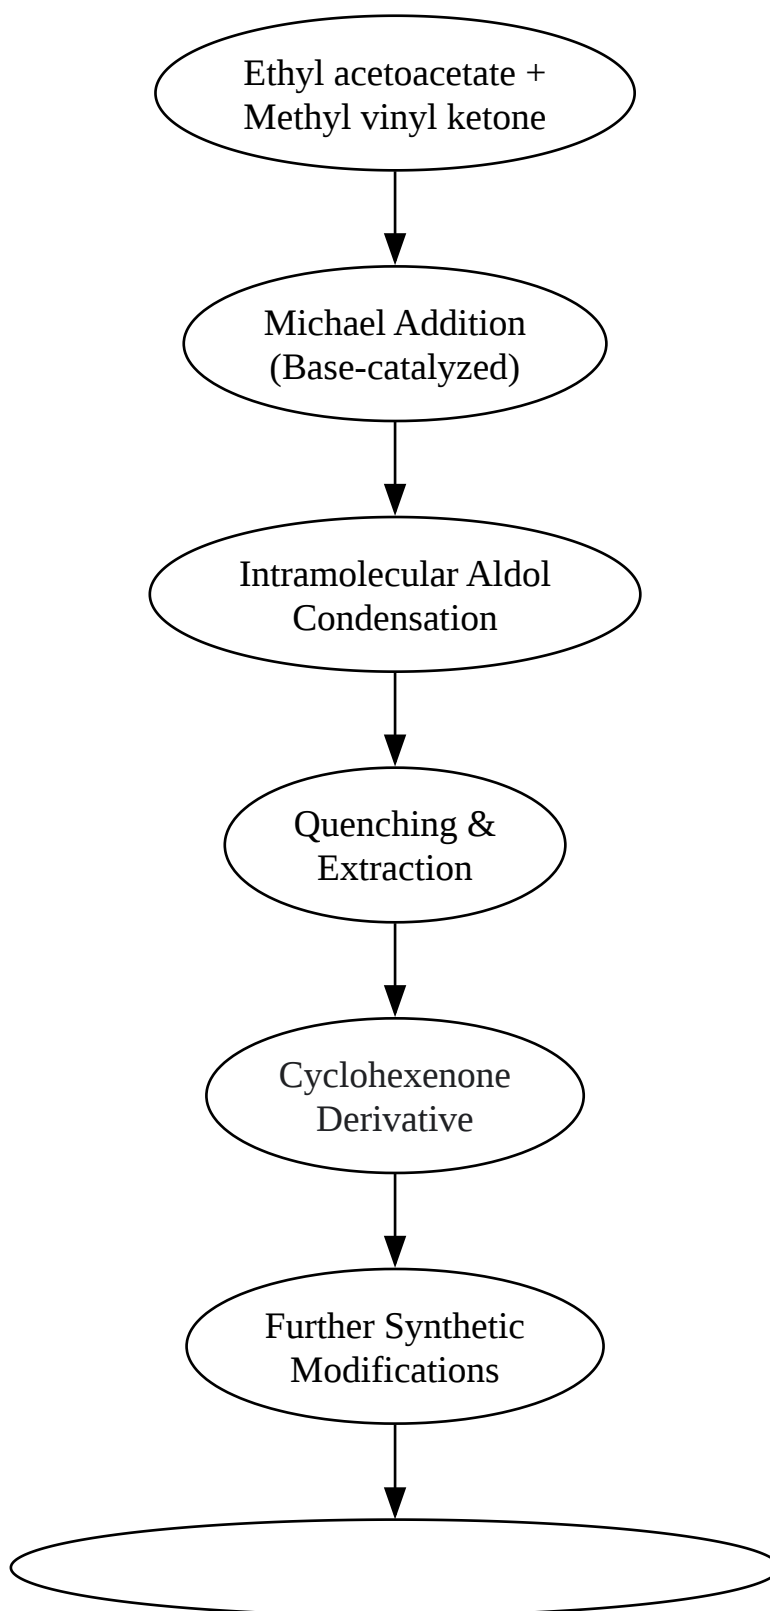 Ethyl acetoacetate +
Methyl vinyl ketone
Michael Addition
(Base-catalyzed)
Intramolecular Aldol
Condensation
Quenching &
Extraction
Cyclohexenone
Derivative
Further Synthetic
Modifications